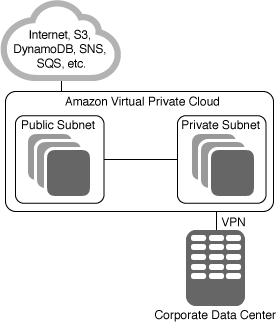 Internet, S3,
DynamoDB, SNS,
SQS, etc.
Amazon Virtual Private Cloud
Public Subnet
Private Subnet
VPN
Corporate Data Center